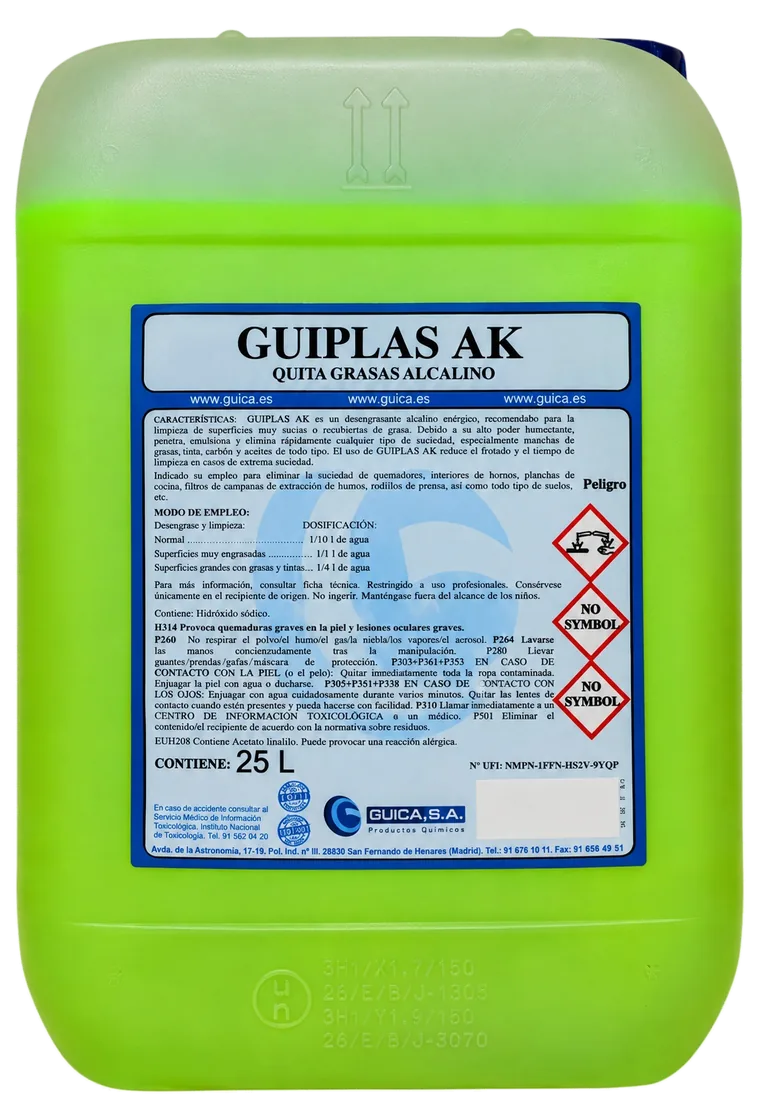 GUIPLAS AK
QUITA GRASAS ALCALINO
www.guica.es www.guica.es www.guica.es
CARACTERÍSTICAS: GUIPLAS AK es un desengrasante alcalino enérgico, recomendabo para la
limpieza de superficies muy sucias o recubiertas de grasa. Debido a su alto poder humectante,
penetra, emulsiona y elimina rápidamente cualquier tipo de suciedad, especialmente manchas de
grasas, tinta, carbón y aceites de todo tipo. El uso de GUIPLAS AK reduce el frotado y el tiempo de
limpieza en casos de extrema suciedad.
Indicado su empleo para eliminar la suciedad de quemadores, interiores de hornos, planchas de
cocina, filtros de campanas de extracción de humos, rodillos de prensa, así como todo tipo de suelos,
etc.
Peligro
MODO DE EMPLEO:
Desengrase y limpieza: DOSIFICACIÓN:
Normal ........................................ 1/10 l de agua
Superficies muy engrasadas ............... 1/1 l de agua
Superficies grandes con grasas y tintas... 1/4 l de agua
Para más información, consultar ficha técnica. Restringido a uso profesionales. Consérvese
únicamente en el recipiente de origen. No ingerir. Manténgase fuera del alcance de los niños.
Contiene: Hidróxido sódico.
H314 Provoca quemaduras graves en la piel y lesiones oculares graves.
P260 No respirar el polvo/el humo/el gas/la niebla/los vapores/el aerosol. P264 Lavarse
las manos concienzudamente tras la manipulación. P280 Llevar
guantes/prendas/gafas/máscara de protección. P303+P361+P353 EN CASO DE
CONTACTO CON LA PIEL (o el pelo): Quitar immediatamente toda la ropa contaminada.
Enjuagar la piel con agua o ducharse. P305+P351+P338 EN CASO DE CONTACTO CON
LOS OJOS: Enjuagar con agua cuidadosamente durante varios minutos. Quitar las lentes de
contacto cuando estén presentes y pueda hacerse con facilidad. P310 Llamar inmediatamente a un
CENTRO DE INFORMACIÓN TOXICOLÓGICA o un médico. P501 Eliminar el
contenido/el recipiente de acuerdo con la normativa sobre residuos.
NO
SYMBOL
NO
SYMBOL
EUH208 Contiene Acetato linalilo. Puede provocar una reacción alérgica.
CONTIENE: 25 L
Nº UFI: NMPN-1FFN-HS2V-9YQP
En caso de accidente consultar al
Servicio Médico de Información
Toxicológica. Instituto Nacional
de Toxicología. Tel. 91 562 04 20
GUICA, S.A.
Productos Químicos
Avda. de la Astronomía, 17-19. Pol. Ind. nº III. 28830 San Fernando de Henares (Madrid). Tel.: 91 676 10 11. Fax: 91 656 49 51
un
3H1/X1.7/150
26/E/B/J-1305
3H1/Y1.9/150
26/E/B/J-3070